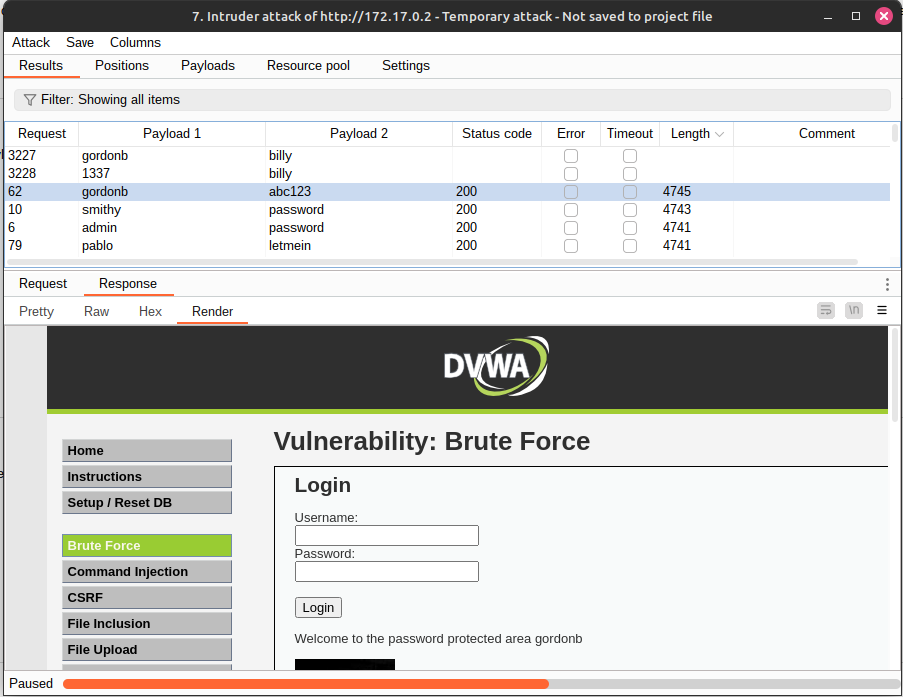 7. Intruder attack of http://172.17.0.2 - Temporary attack - Not saved to project file
Attack Save Columns
Results Positions Payloads Resource pool Settings
Filter: Showing all items
Request Payload 1 Payload 2 Status code Error Timeout Length Comment
3227 gordonb billy
3228 1337 billy
62 gordonb abc123 200 4745
10 smithy password 200 4743
6 admin password 200 4741
79 pablo letmein 200 4741
Request Response
Pretty Raw Hex Render \n
DVWA
Vulnerability: Brute Force
Home
Instructions
Setup / Reset DB
Brute Force
Command Injection
CSRF
File Inclusion
File Upload
Login
Username:
Password:
Login
Welcome to the password protected area gordonb
Paused